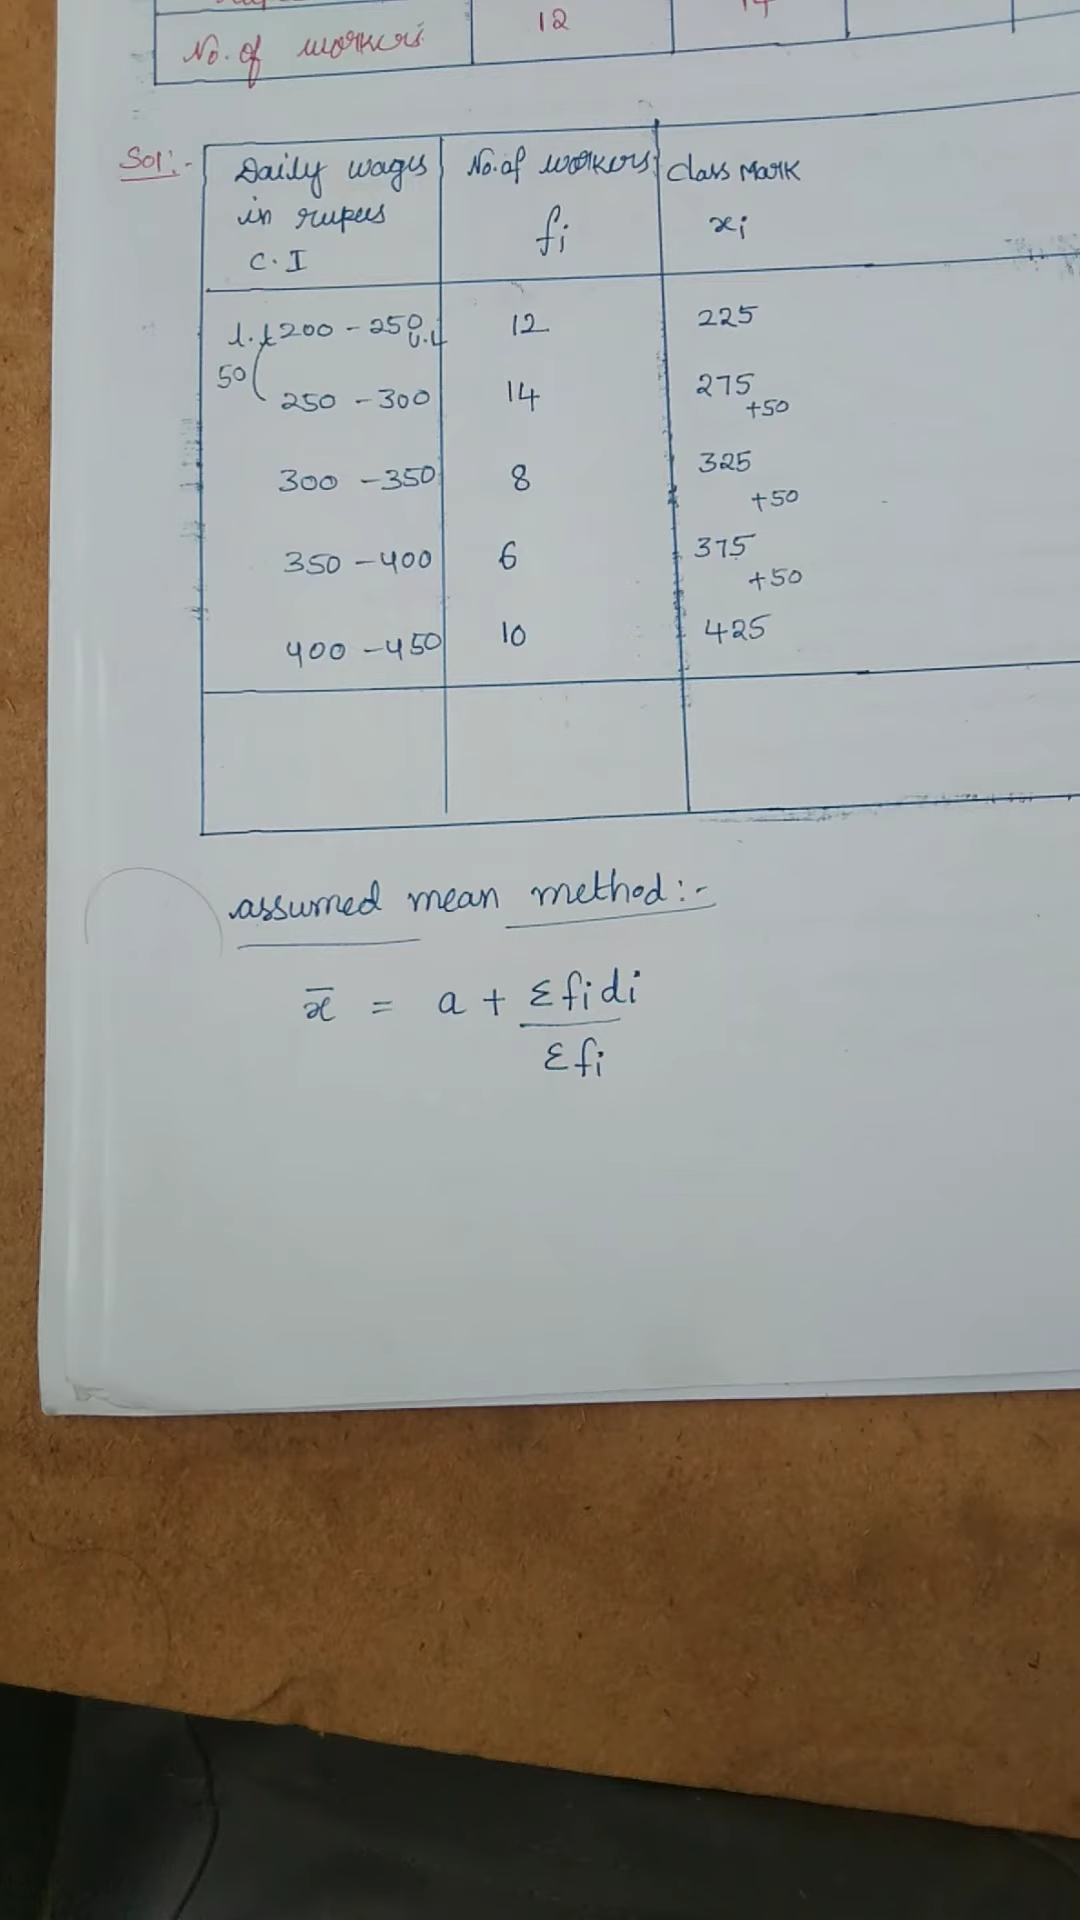 No. of workers 12 14
Sol:-
Daily wages in rupees C.I | No. of workers fi | Class Mark xi
l.t 200 - 250 u.L 12 225
50
250 - 300 14 275
+50
300 - 350 8 325
+50
350 - 400 6 375
+50
400 - 450 10 425
assumed mean method:-
x̄ = a + Σfidi
Σfi